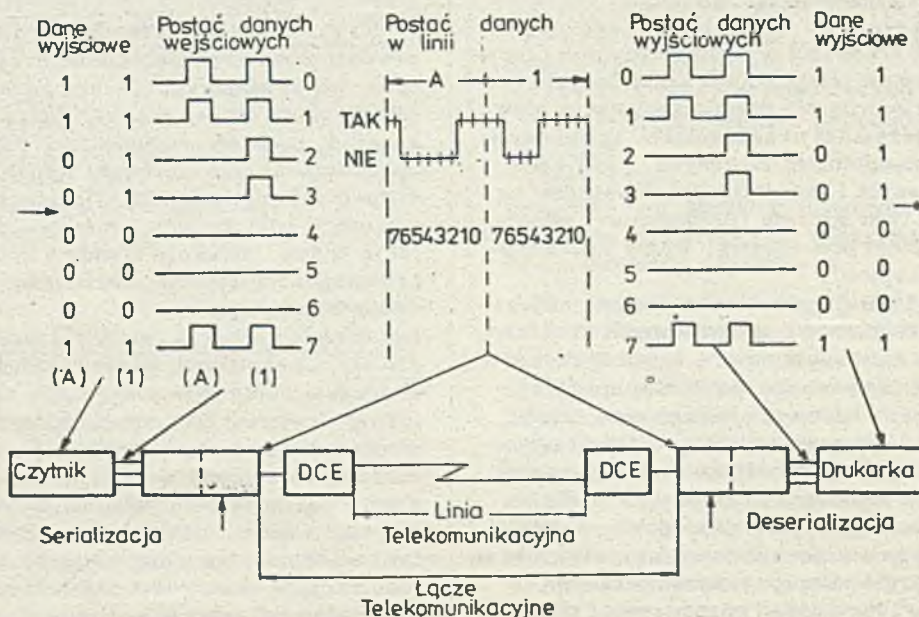 Dane
wyjściowe
Postać danych
wejściowych
Postać danych
w linii
Postać danych
wyjściowych
Dane
wyjściowe
1 1 0
1 1 1
0 1 2
0 1 3
0 0 4
0 0 5
0 0 6
1 1 7
(A) (1) (A) (1)
A 1
TAK
NIE
76543210 76543210
0 1 1
1 1 1
2 0 1
3 0 1
4 0 0
5 0 0
6 0 0
7 1 1
Czytnik
DCE
DCE
Drukarka
Serializacja
Linia
Telekomunikacyjna
Deserializacja
Łącze
Telekomunikacyjne